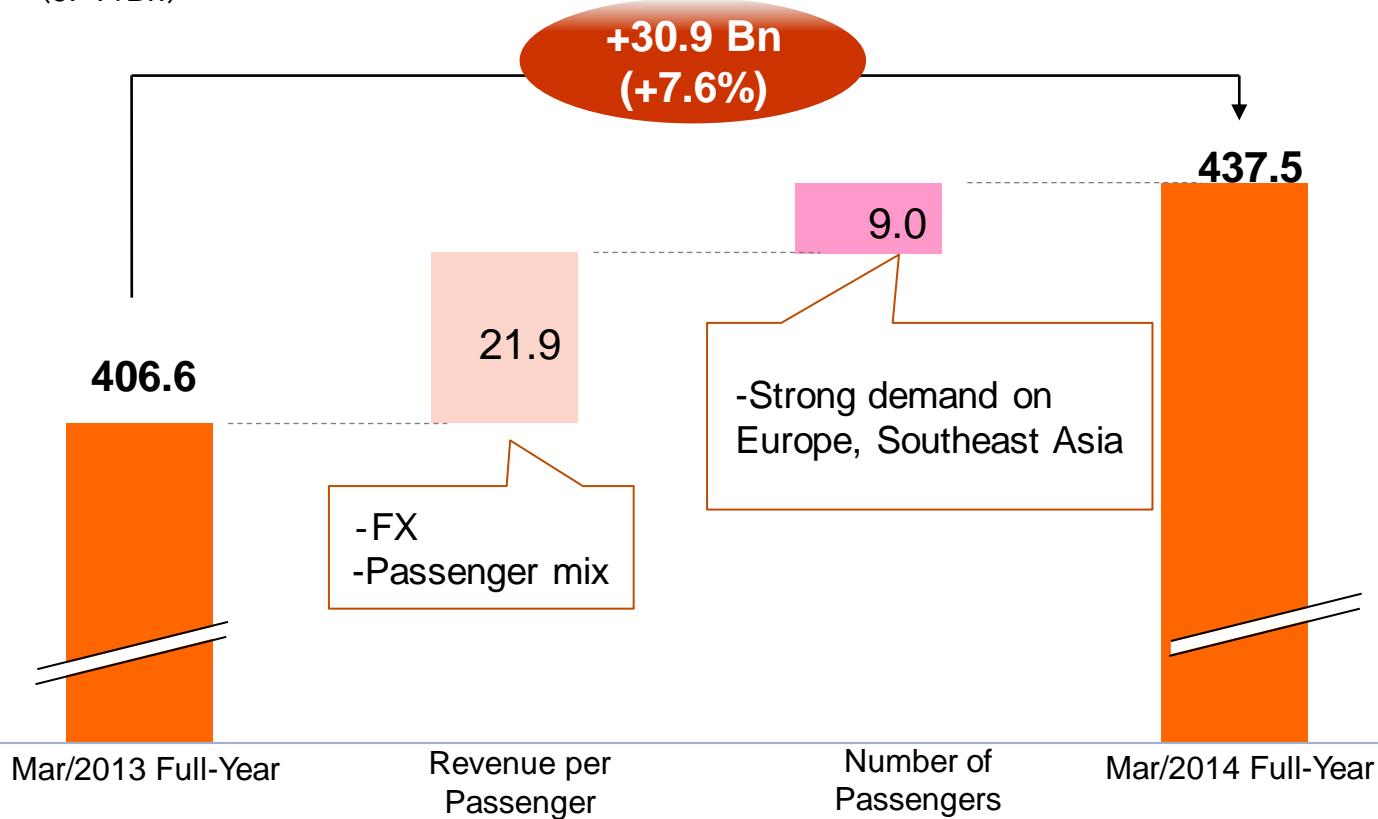 +30.9 Bn
(+7.6%)
437.5
9.0
21.9
406.6
-Strong demand on
Europe, Southeast Asia
-FX
-Passenger mix
Mar/2013 Full-Year
Revenue per
Passenger
Number of
Passengers
Mar/2014 Full-Year